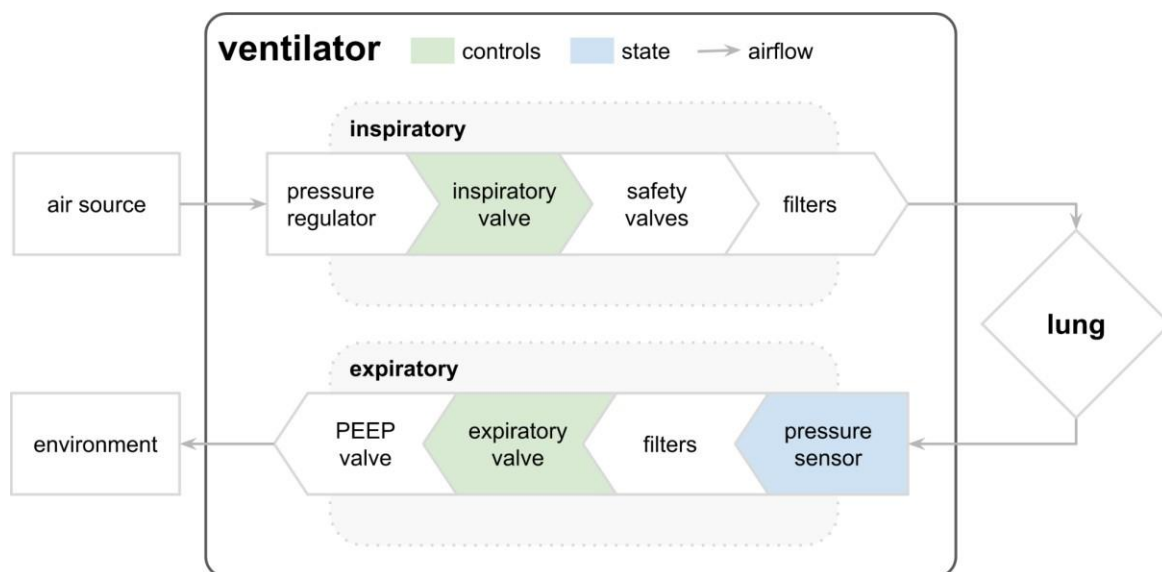 ventilator
controls
state
airflow
inspiratory
air source
pressure
regulator
inspiratory
valve
safety
valves
filters
lung
expiratory
environment
PEEP
valve
expiratory
valve
filters
pressure
sensor